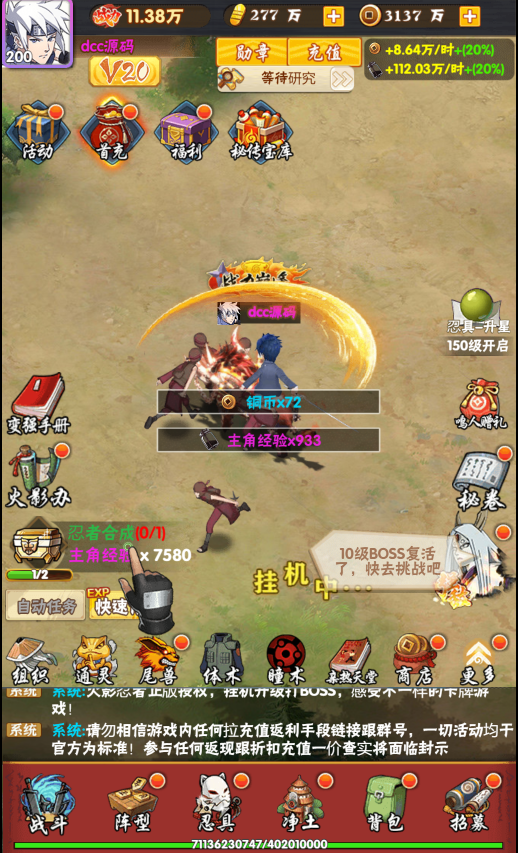 11.38万
277 万
3137 万
200
dcc源码
V20
勋章
充值
+8.64万/时+(20%)
+112.03万/时+(20%)
等待研究
活动
首充
福利
秘传宝库
dcc源码
忍具-升星
150级开启
铜币x72
主角经验x933
变强手册
鸣人赠礼
火影办
秘卷
忍者合成(0/1)
主角经验 x 7580
1/2
10级BOSS复活
了，快去挑战吧
挂机中...
自动任务
EXP
快速
组织
通灵
尾兽
体术
瞳术
亲热天堂
商店
更多
系统 系统:火影忍者正版授权，挂机升级打BOSS，感受不一样的卡牌游
戏！
系统 系统:请勿相信游戏内任何拉充值返利手段链接跟群号，一切活动均于
官方为标准！参与任何返现跟折扣充值一价查实将面临封示
战斗
阵型
忍具
净土
背包
招募
71136230747/402010000